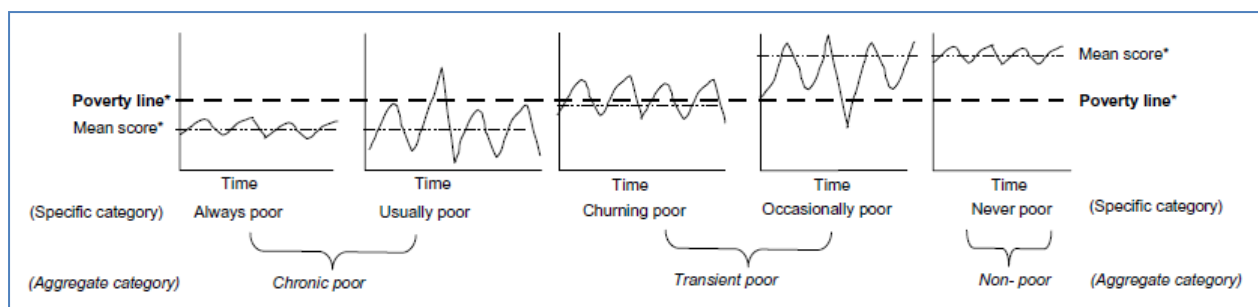 Mean score*
Poverty line*
Poverty line*
Mean score*
Time Time Time Time Time
(Specific category) Always poor Usually poor Churning poor Occasionally poor Never poor (Specific category)
(Aggregate category) Chronic poor Transient poor Non- poor (Aggregate category)